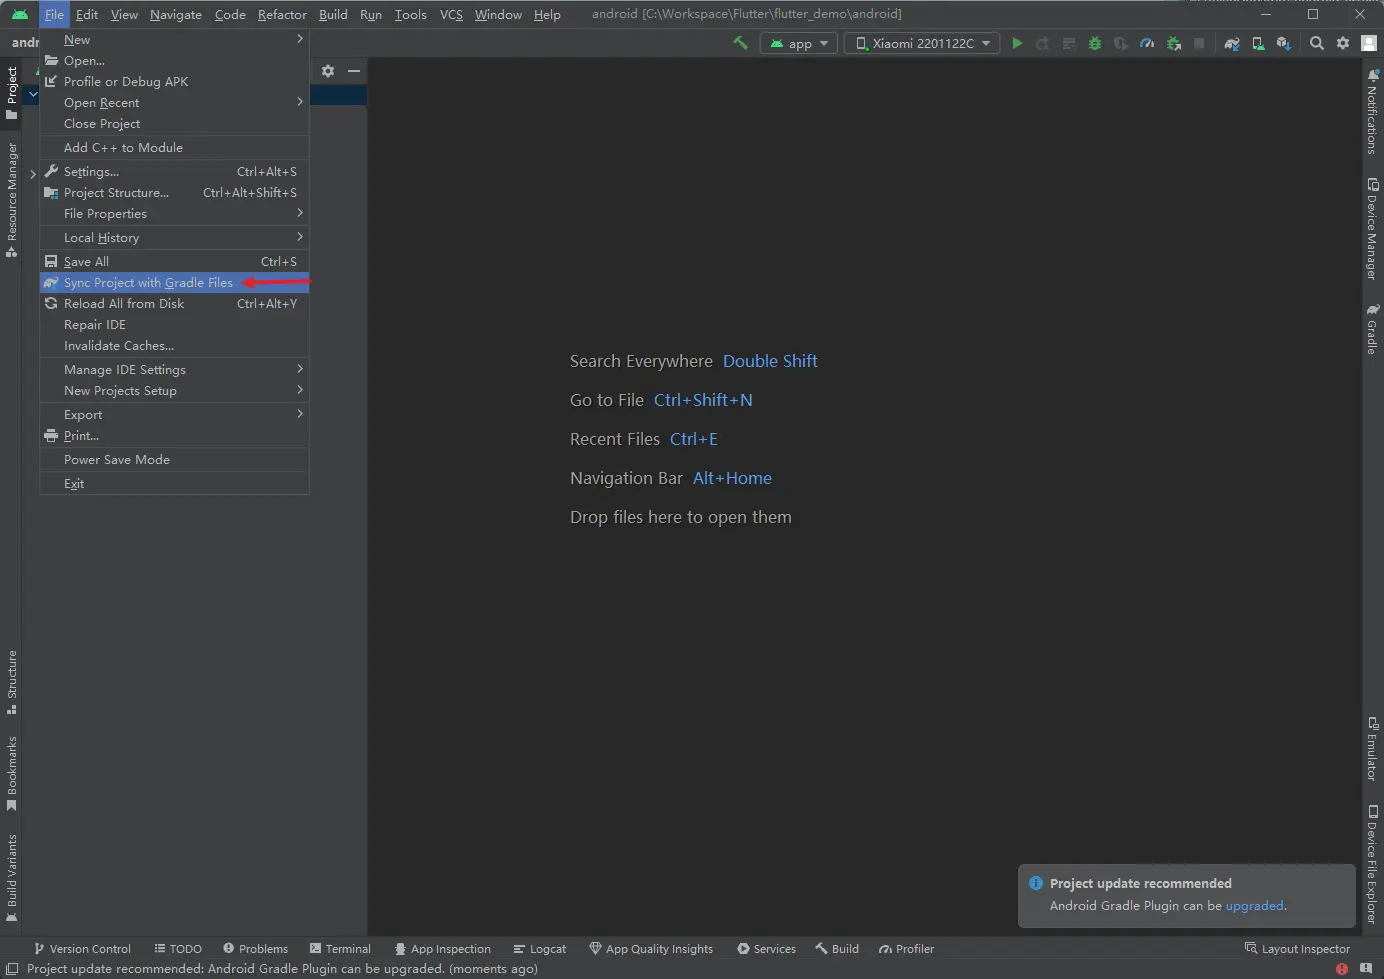 File Edit View Navigate Code Refactor Build Run Tools VCS Window Help android [C:\Workspace\Flutter\flutter_demo\android]
andr
app
Xiaomi 2201122C
New
Open...
Profile or Debug APK
Open Recent
Close Project
Add C++ to Module
Settings... Ctrl+Alt+S
Project Structure... Ctrl+Alt+Shift+S
File Properties
Local History
Save All Ctrl+S
Sync Project with Gradle Files
Reload All from Disk Ctrl+Alt+Y
Repair IDE
Invalidate Caches...
Manage IDE Settings
New Projects Setup
Export
Print...
Power Save Mode
Exit
Project
Resource Manager
Structure
Bookmarks
Build Variants
Search Everywhere Double Shift
Go to File Ctrl+Shift+N
Recent Files Ctrl+E
Navigation Bar Alt+Home
Drop files here to open them
Notifications
Device Manager
Gradle
Emulator
Device File Explorer
Project update recommended
Android Gradle Plugin can be upgraded.
Version Control TODO Problems Terminal App Inspection Logcat App Quality Insights Services Build Profiler Layout Inspector
Project update recommended: Android Gradle Plugin can be upgraded. (moments ago)